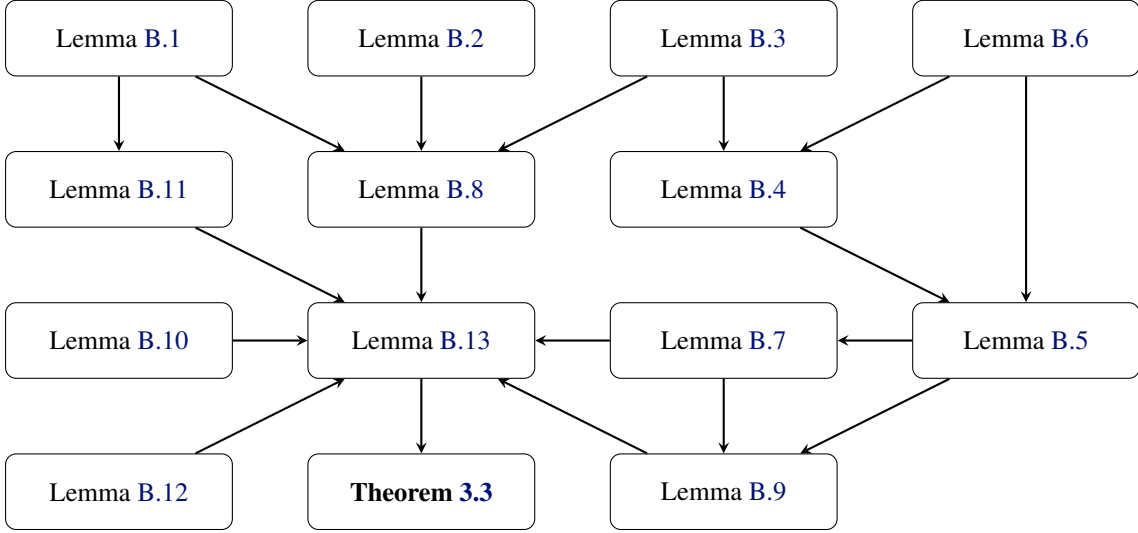 Lemma B.1
Lemma B.2
Lemma B.3
Lemma B.6
Lemma B.11
Lemma B.8
Lemma B.4
Lemma B.10
Lemma B.13
Lemma B.7
Lemma B.5
Lemma B.12
Theorem 3.3
Lemma B.9